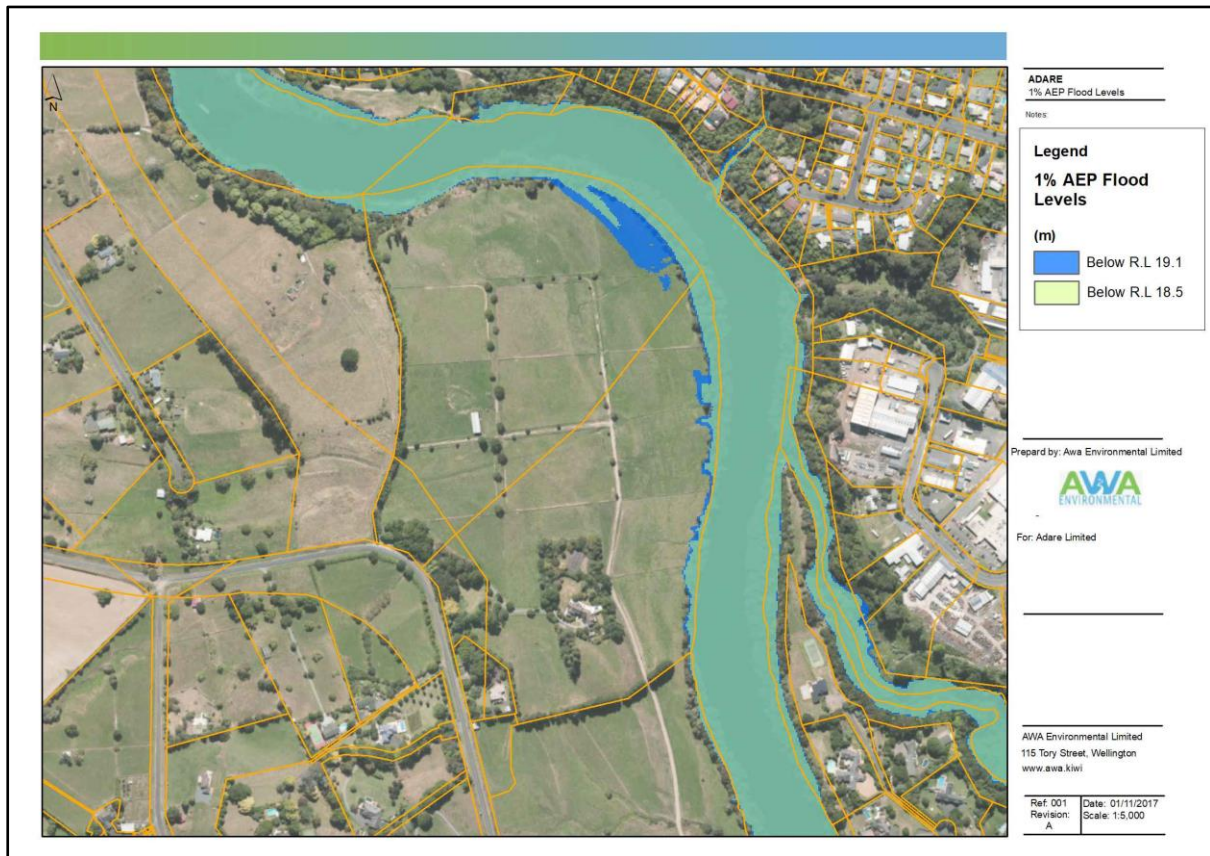 N
ADARE
1% AEP Flood Levels
Notes:
Legend
1% AEP Flood
Levels
(m)
Below R.L 19.1
Below R.L 18.5
Prepard by: Awa Environmental Limited
AWA
ENVIRONMENTAL
-
For: Adare Limited
AWA Environmental Limited
115 Tory Street, Wellington
www.awa.kiwi
Ref: 001
Revision:
A
Date: 01/11/2017
Scale: 1:5,000